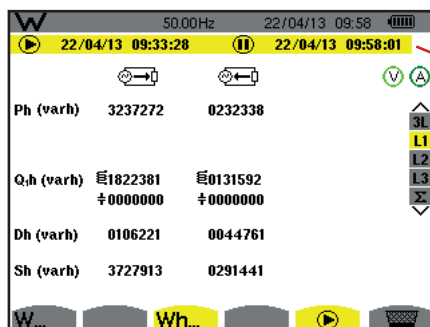 W 50.00Hz 22/04/13 09:58
22/04/13 09:33:28 22/04/13 09:58:01
V A
Ph (varh) 3237272 0232338
3L
L1
L2
L3
Σ
Q₁h (varh) 1822381 0131592
0000000 0000000
Dh (varh) 0106221 0044761
Sh (varh) 3727913 0291441
W... Wh...